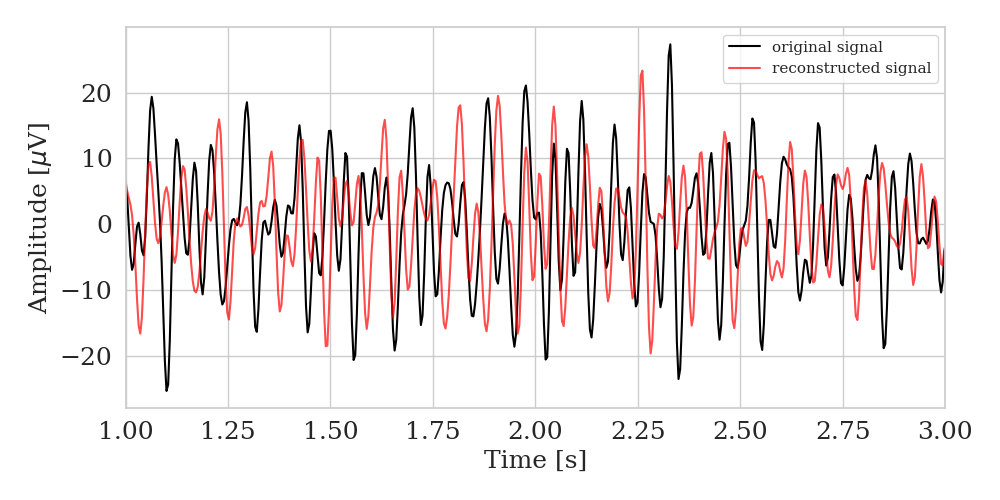 original signal
reconstructed signal
Amplitude [μV]
20
10
0
−10
−20
1.00 1.25 1.50 1.75 2.00 2.25 2.50 2.75 3.00
Time [s]